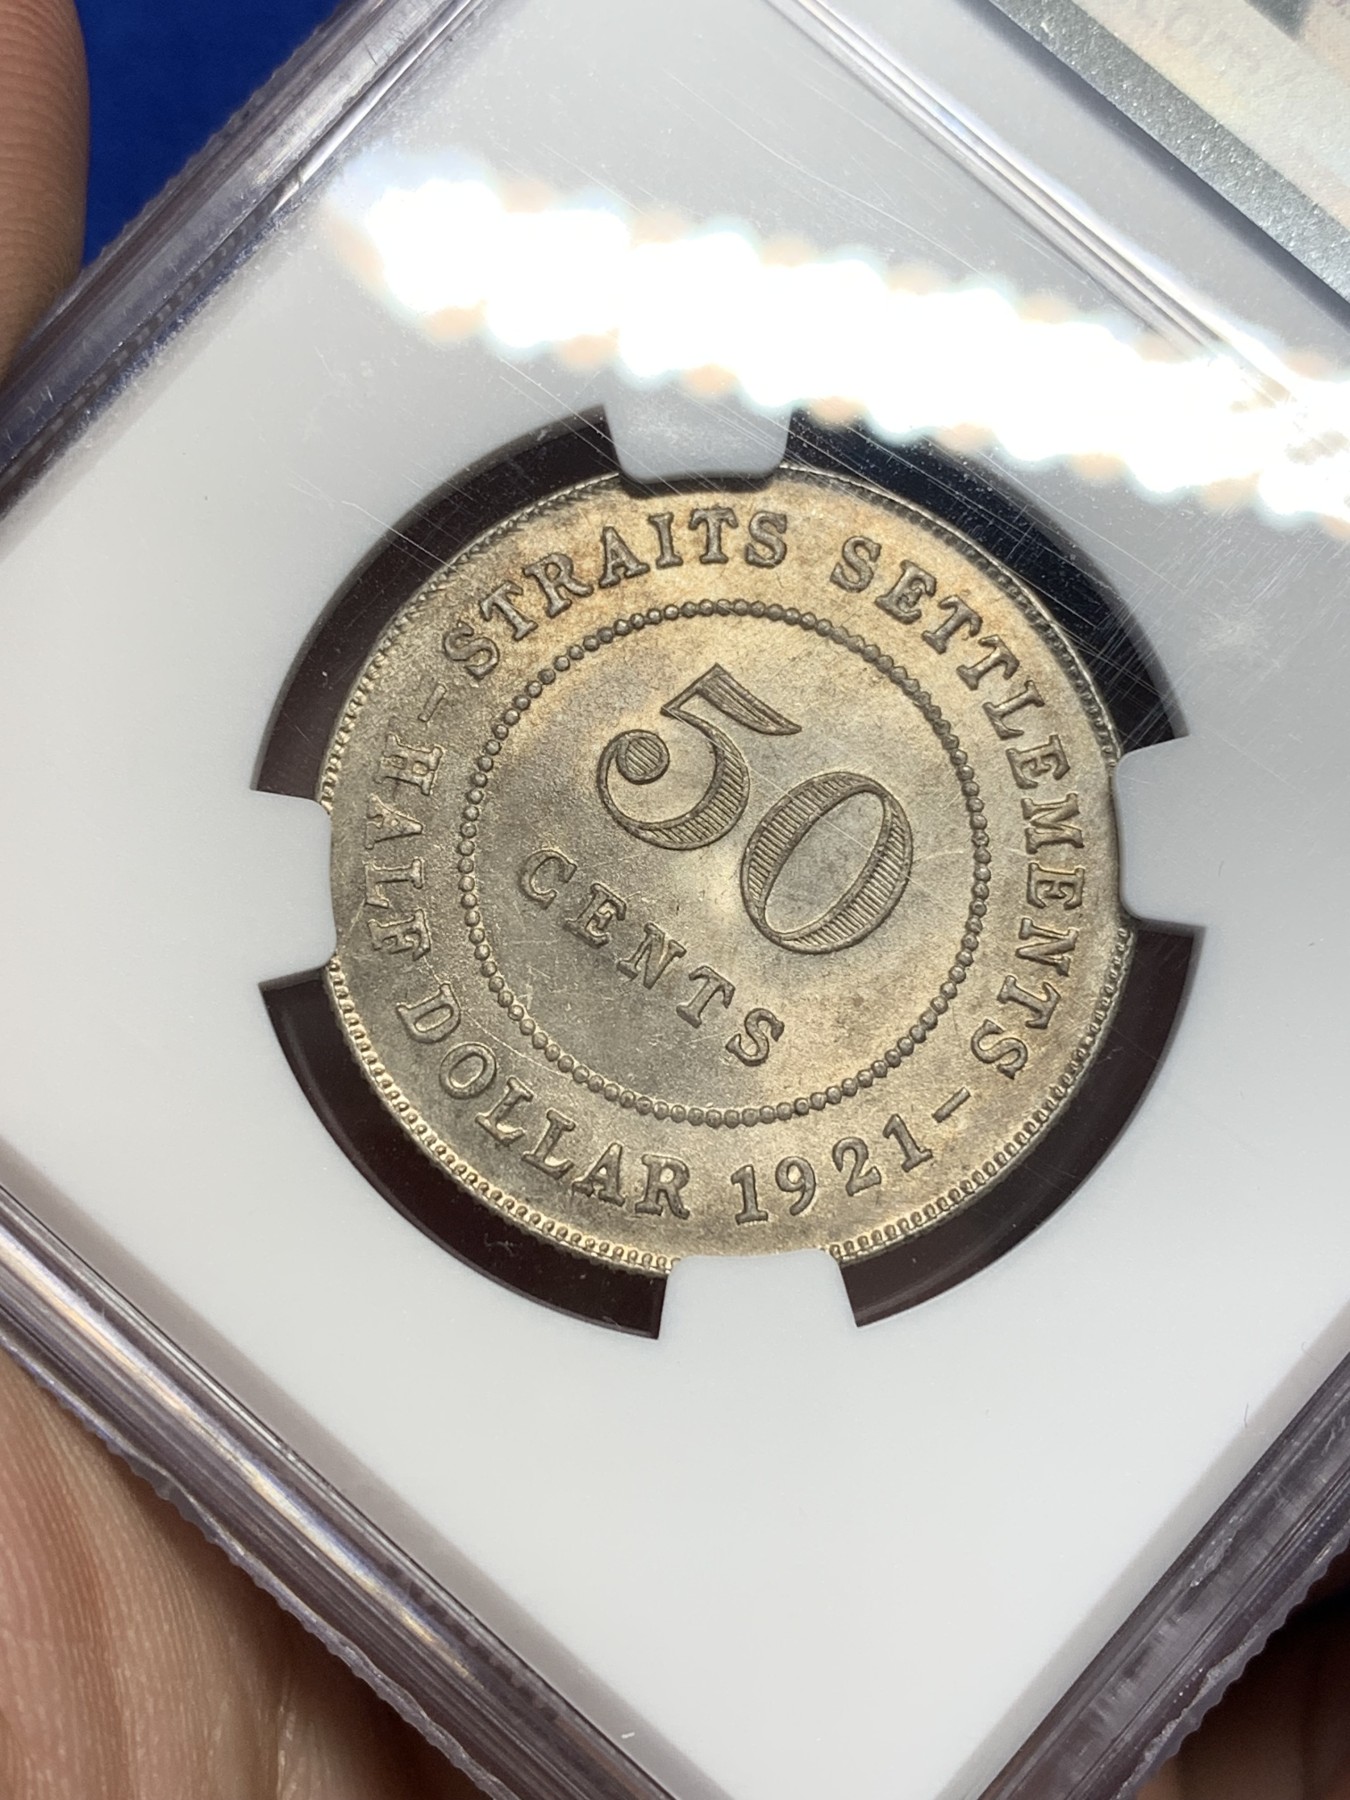 STRAITS SETTLEMENTS
50
CENTS
– HALF DOLLAR 1921 –